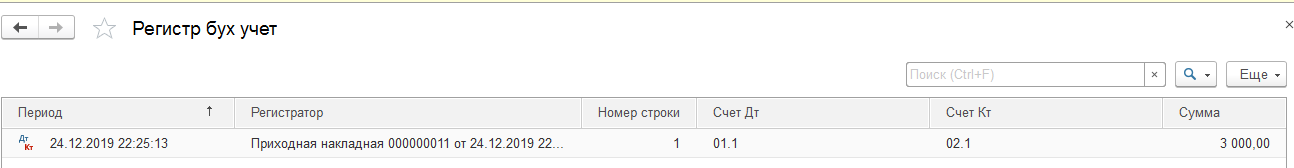 Регистр бух учет
Поиск (Ctrl+F)
Еще
Период Регистратор Номер строки Счет Дт Счет Кт Сумма
Дт Кт 24.12.2019 22:25:13 Приходная накладная 000000011 от 24.12.2019 22... 1 01.1 02.1 3 000,00